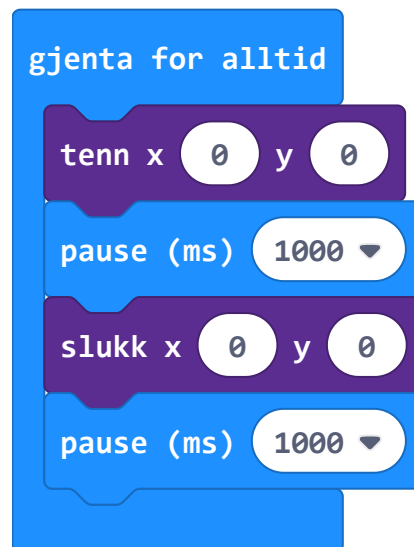 gjenta for alltid
tenn x 0 y 0
pause (ms) 1000
slukk x 0 y 0
pause (ms) 1000